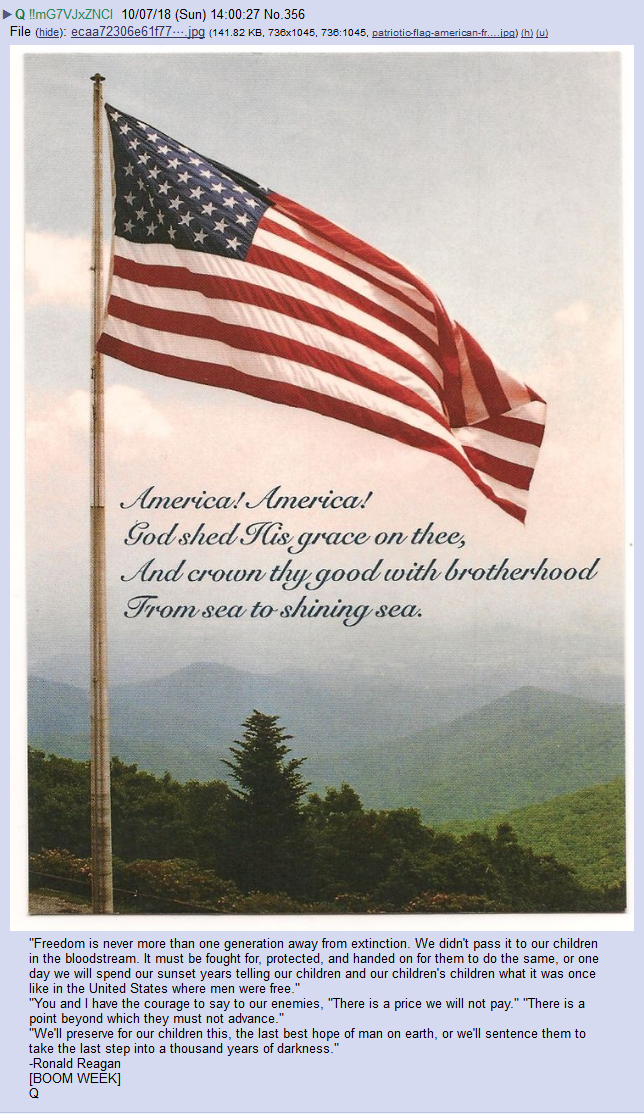 ▶ Q !!mG7VJxZNCI 10/07/18 (Sun) 14:00:27 No.356
File (hide): ecaa72306e61f77⋯.jpg (141.82 KB, 736x1045, 736:1045, patriotic-flag-american-fr….jpg) (h) (u)
America! America!
God shed His grace on thee,
And crown thy good with brotherhood
From sea to shining sea.
"Freedom is never more than one generation away from extinction. We didn't pass it to our children
in the bloodstream. It must be fought for, protected, and handed on for them to do the same, or one
day we will spend our sunset years telling our children and our children's children what it was once
like in the United States where men were free."
"You and I have the courage to say to our enemies, "There is a price we will not pay." "There is a
point beyond which they must not advance."
"We'll preserve for our children this, the last best hope of man on earth, or we'll sentence them to
take the last step into a thousand years of darkness."
-Ronald Reagan
[BOOM WEEK]
Q